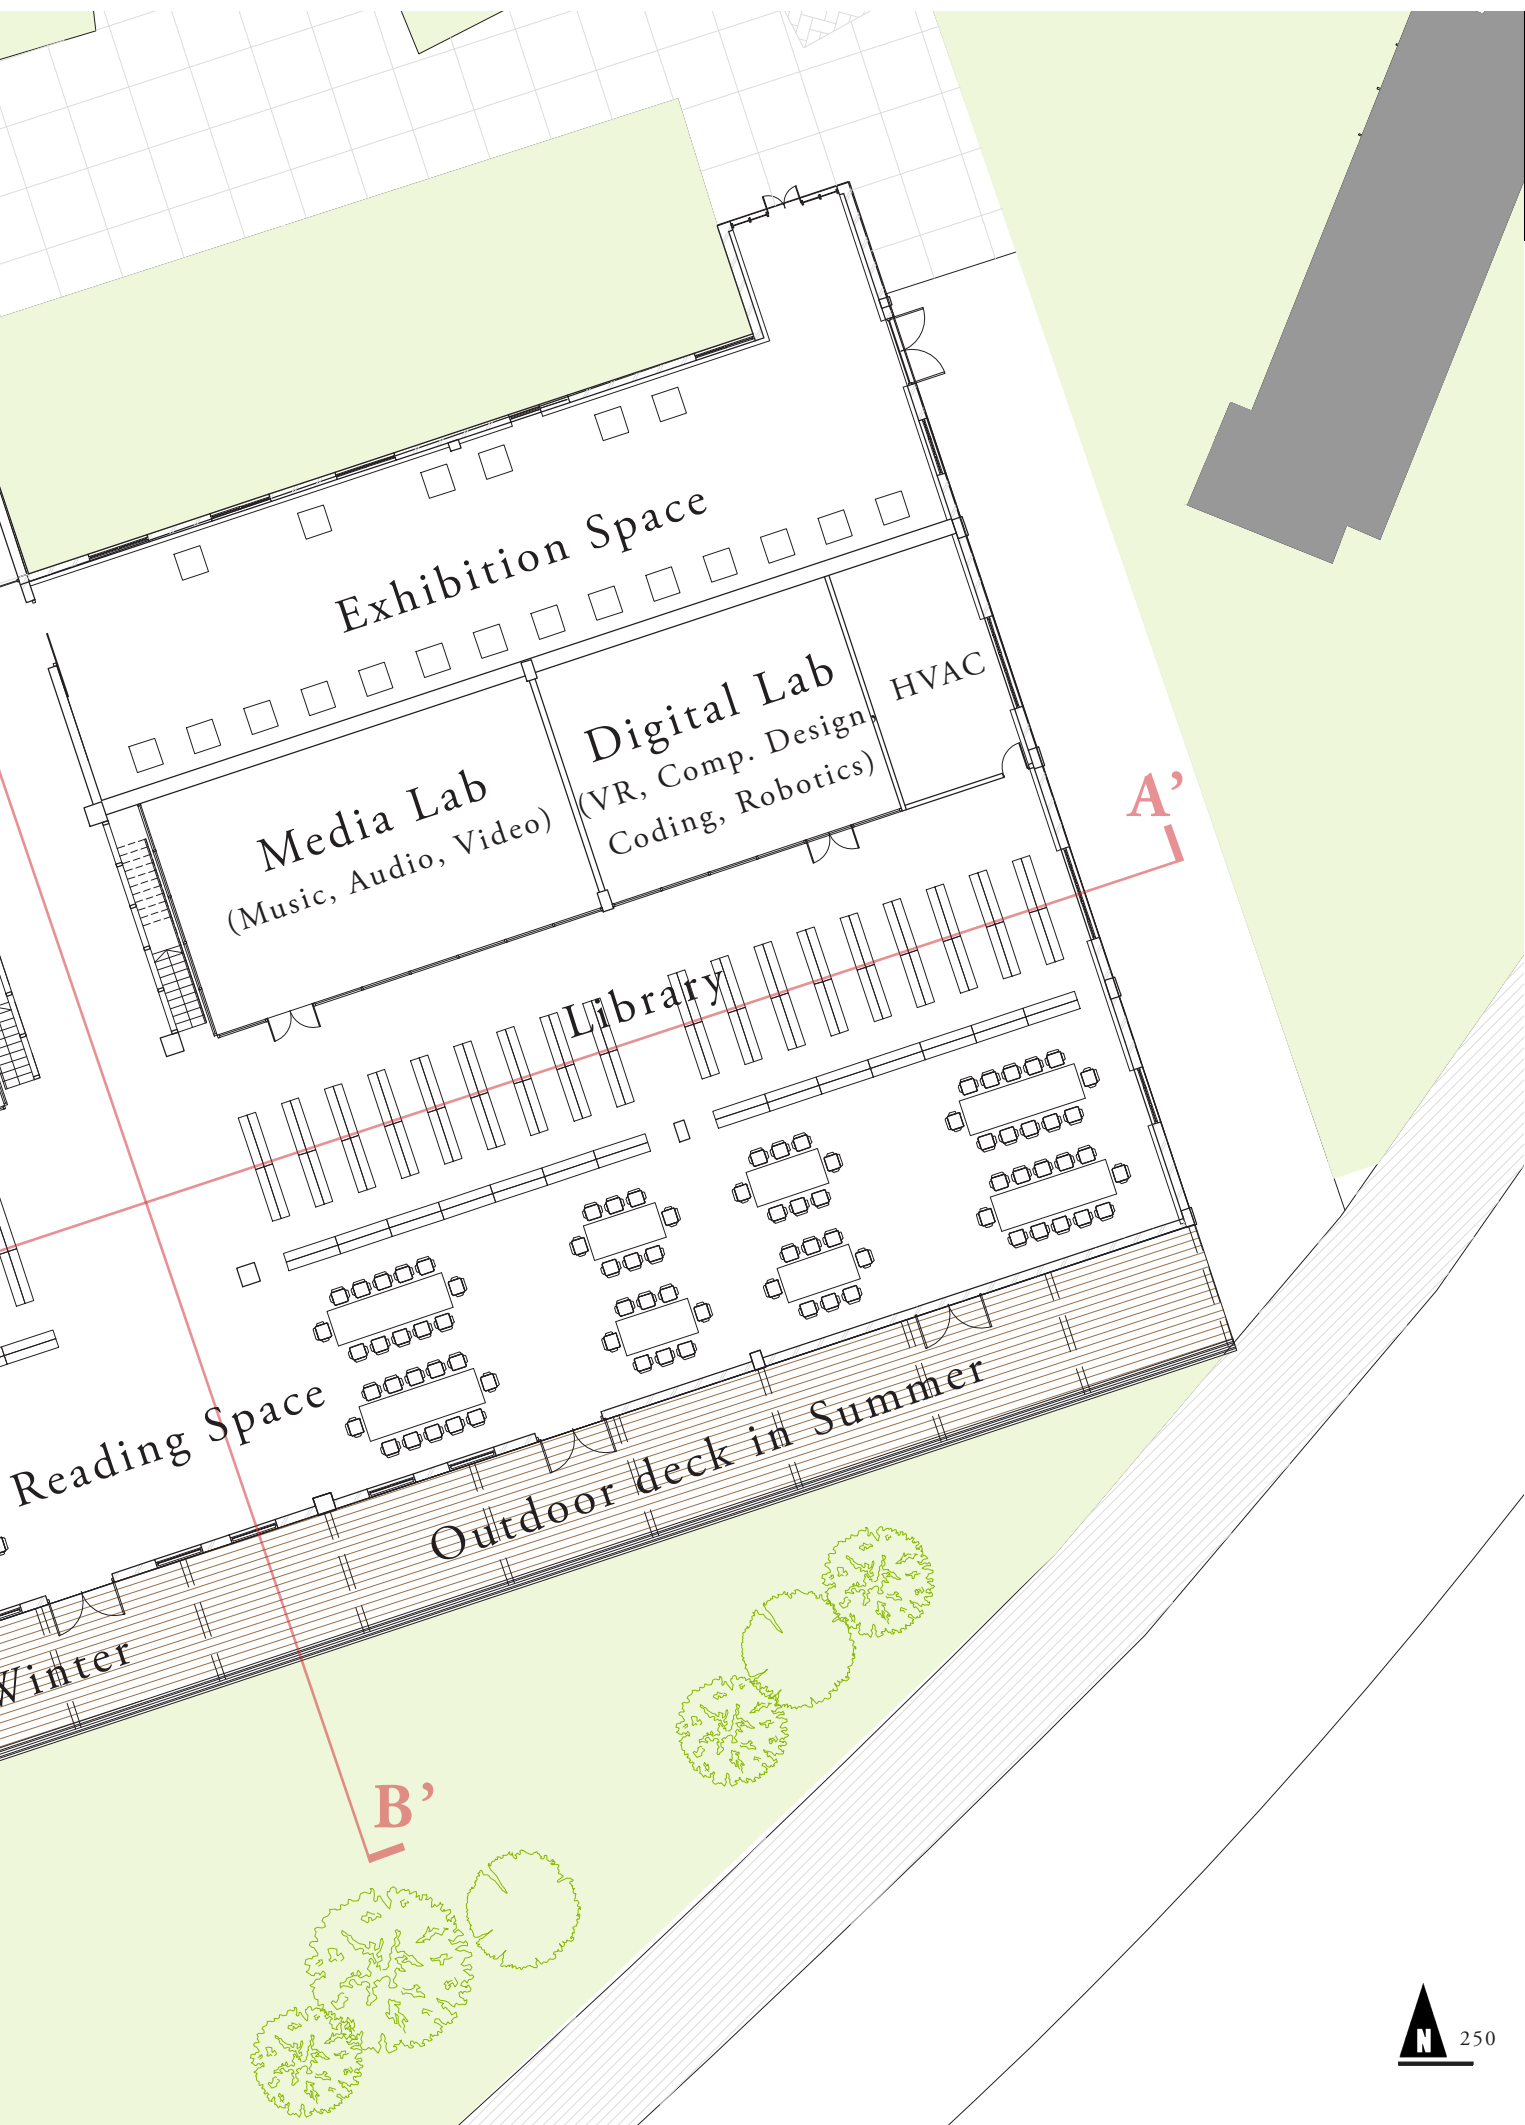 Exhibition Space
HVAC
Digital Lab
(VR, Comp. Design,
Coding, Robotics)
Media Lab
(Music, Audio, Video)
A’
Library
Reading Space
Outdoor deck in Summer
Winter
B’
N
250